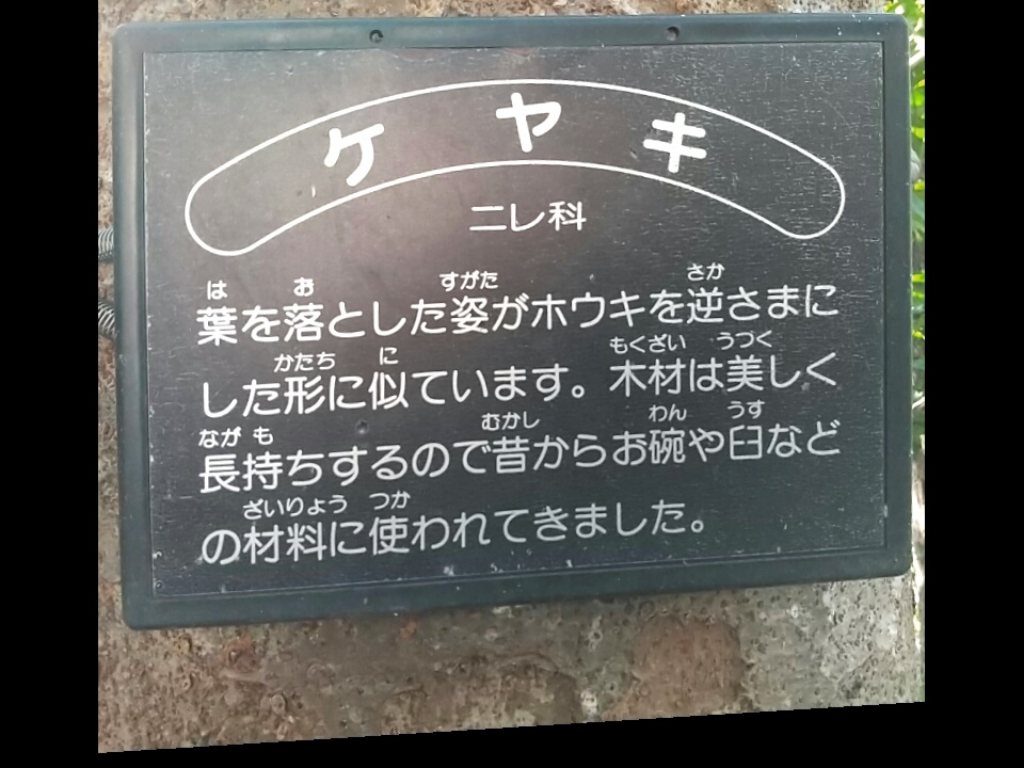 ケヤキ
ニレ科
は お すがた さか
葉を落とした姿がホウキを逆さまに
かたち に もくざい うづく
した形に似ています。木材は美しく
なが も むかし わん うす
長持ちするので昔からお碗や臼など
ざいりょう つか
の材料に使われてきました。